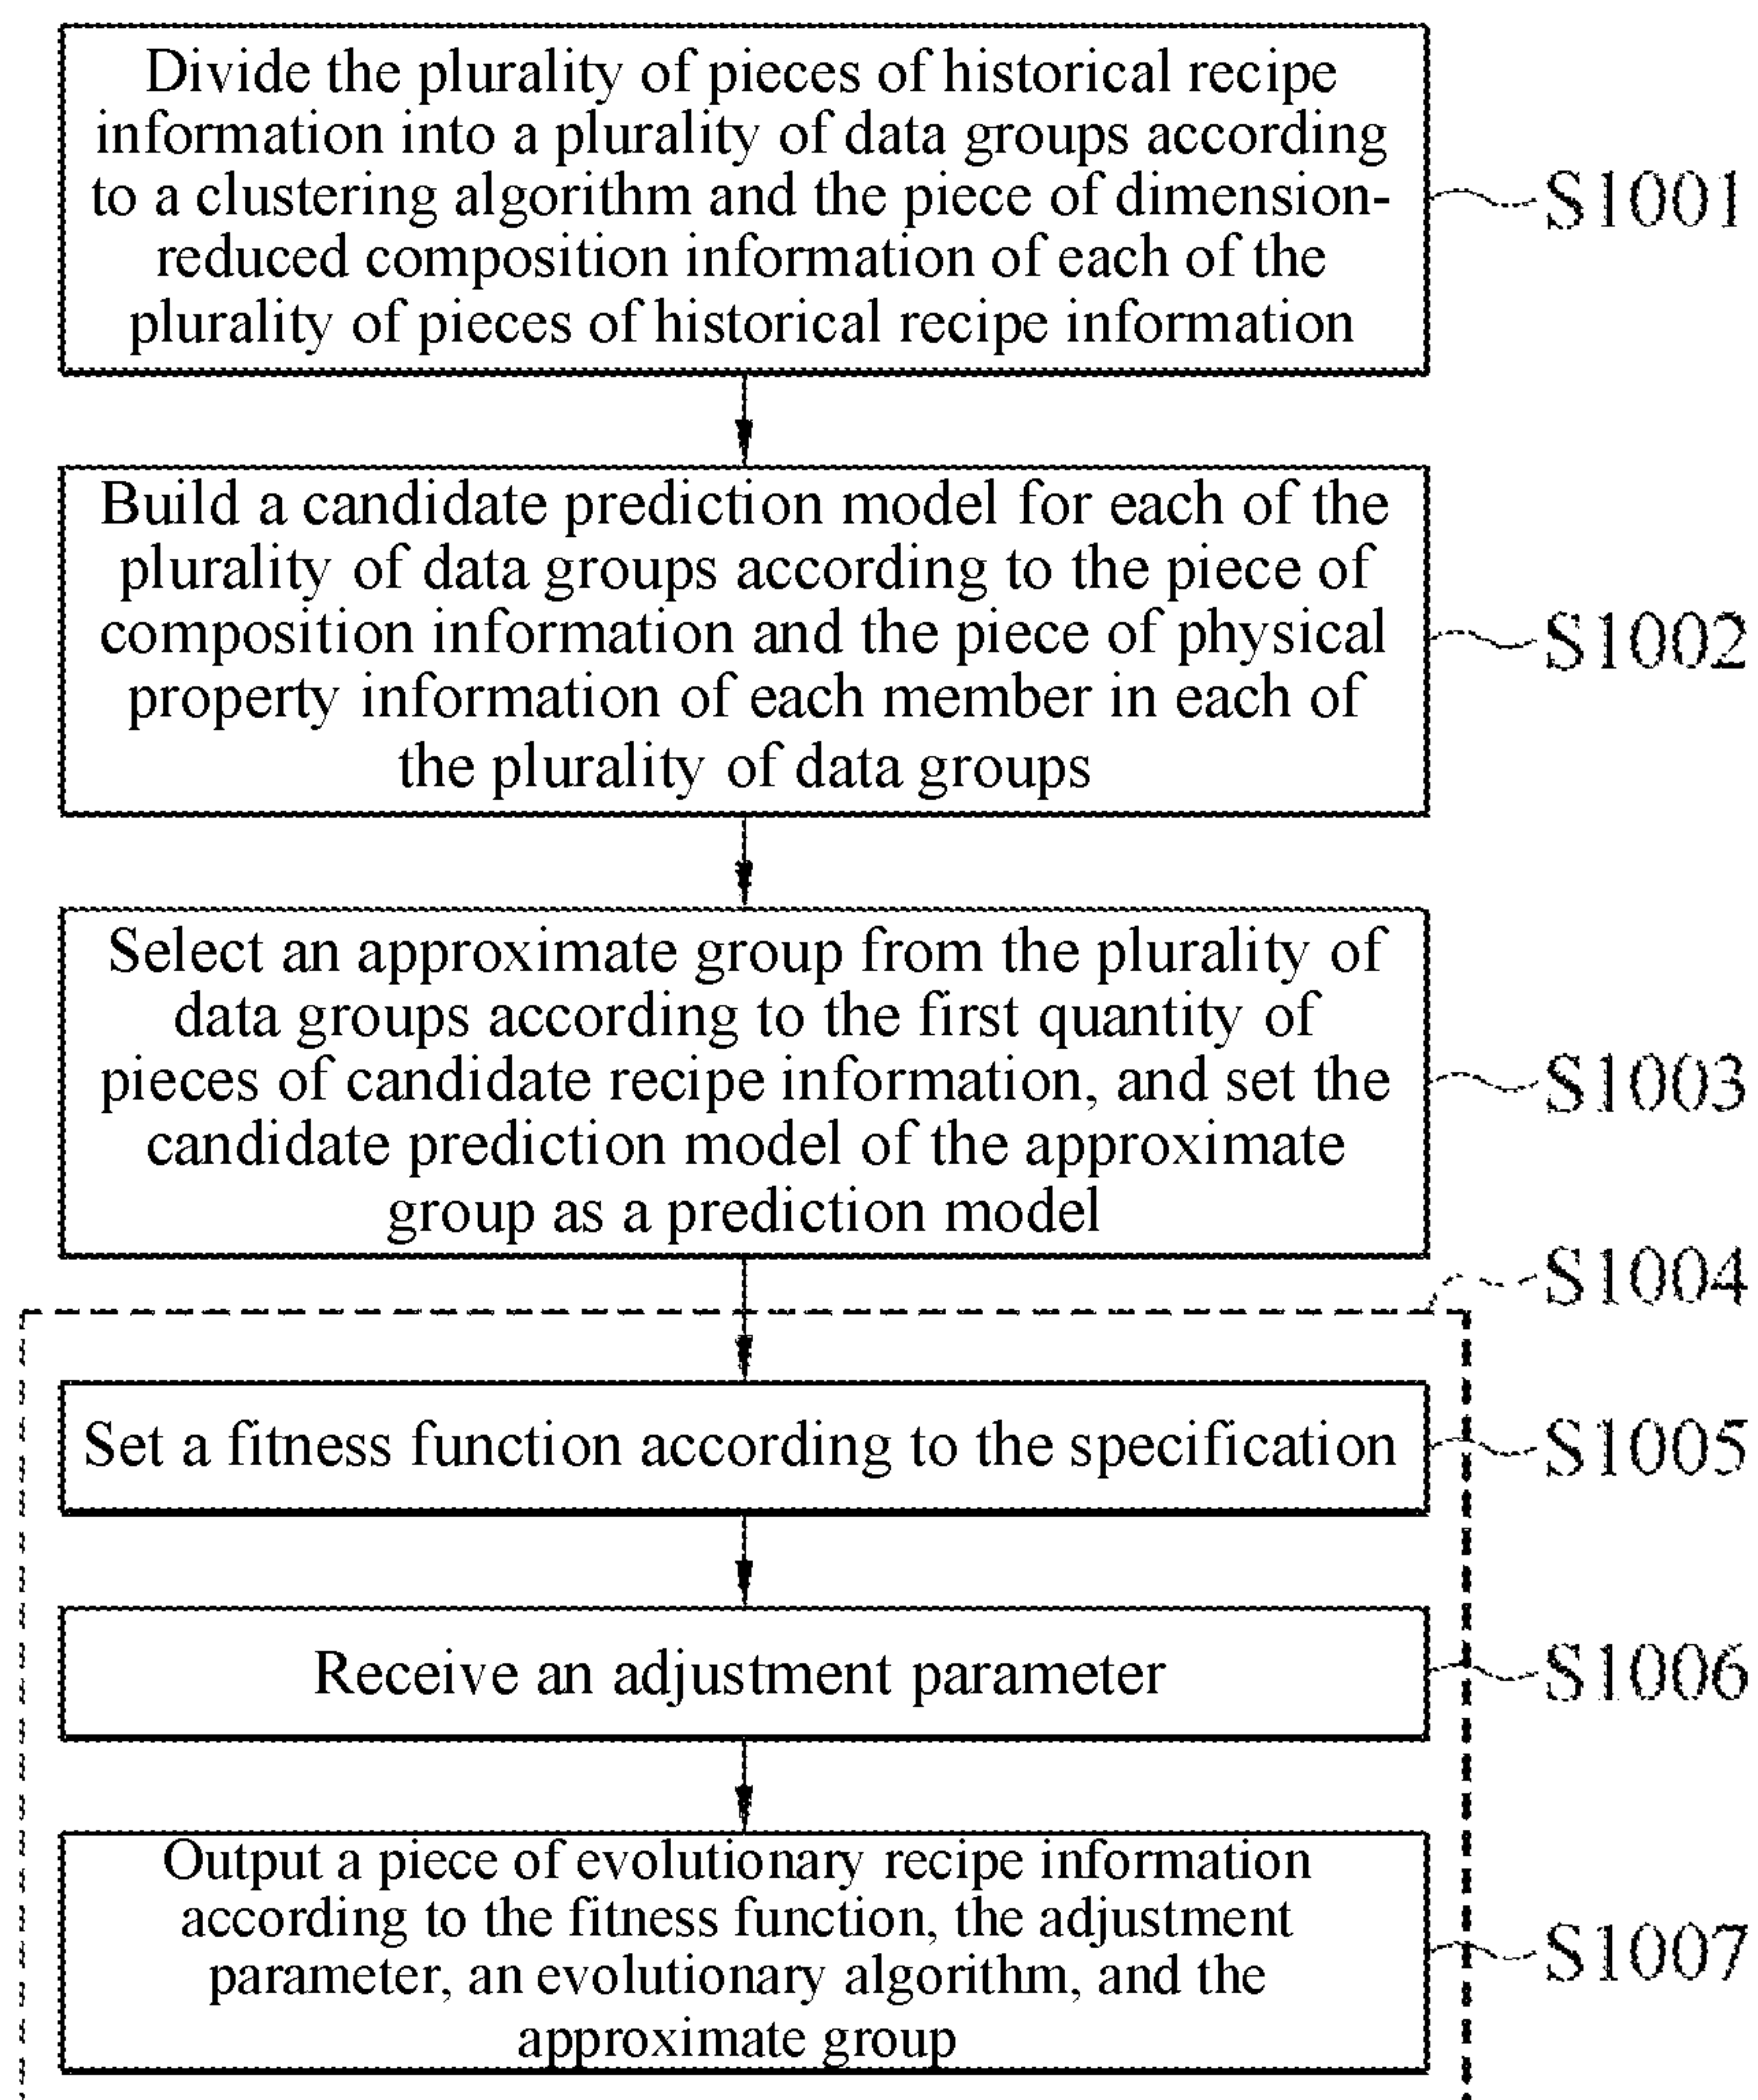 Divide the plurality of pieces of historical recipe
information into a plurality of data groups according
to a clustering algorithm and the piece of dimension-
reduced composition information of each of the
plurality of pieces of historical recipe information
S1001
Build a candidate prediction model for each of the
plurality of data groups according to the piece of
composition information and the piece of physical
property information of each member in each of
the plurality of data groups
S1002
Select an approximate group from the plurality of
data groups according to the first quantity of
pieces of candidate recipe information, and set the
candidate prediction model of the approximate
group as a prediction model
S1003
S1004
Set a fitness function according to the specification
S1005
Receive an adjustment parameter
S1006
Output a piece of evolutionary recipe information
according to the fitness function, the adjustment
parameter, an evolutionary algorithm, and the
approximate group
S1007